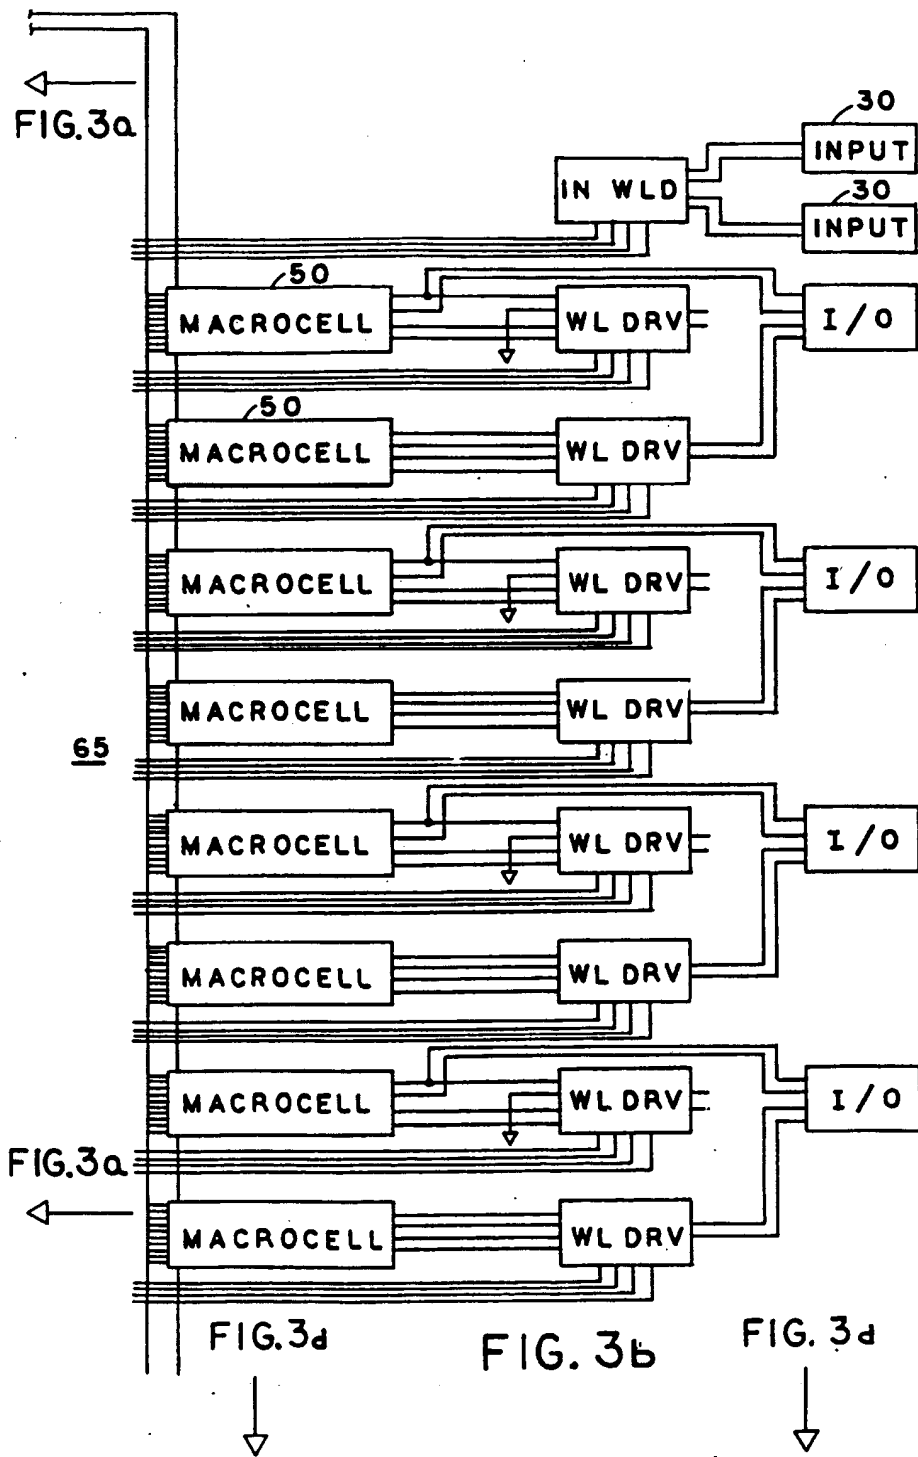 FIG.3a
30
INPUT
IN WLD
30
INPUT
50
MACROCELL
WL DRV
I/O
50
MACROCELL
WL DRV
MACROCELL
WL DRV
I/O
MACROCELL
WL DRV
65
MACROCELL
WL DRV
I/O
MACROCELL
WL DRV
MACROCELL
WL DRV
I/O
FIG.3a
MACROCELL
WL DRV
FIG.3d
FIG. 3b
FIG. 3d